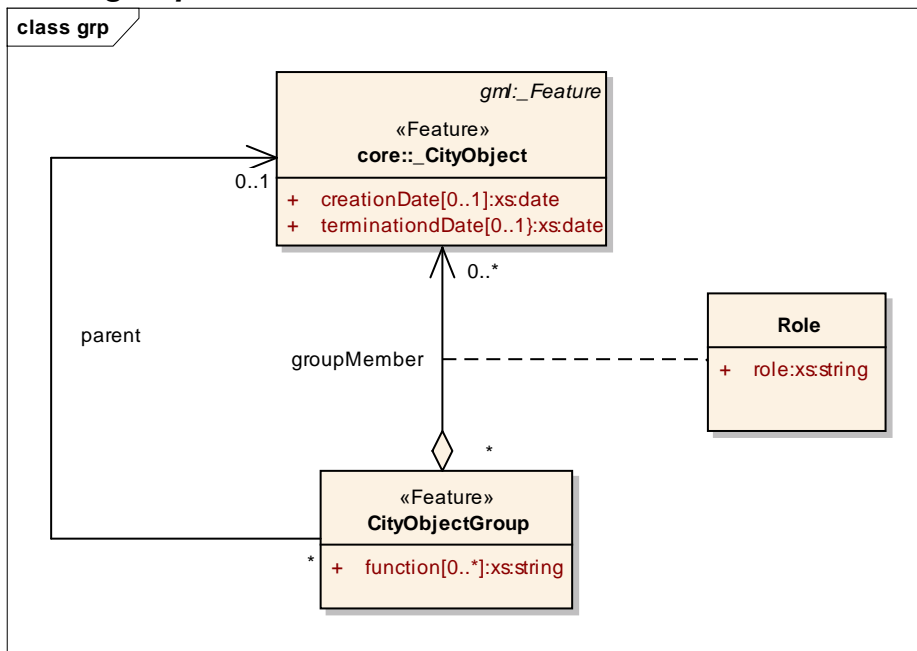 class grp
gml:_Feature
«Feature»
core::_CityObject
0..1
+ creationDate[0..1]:xs:date
+ terminationdDate[0..1}:xs:date
0..*
Role
parent
groupMember
+ role:xs:string
*
«Feature»
CityObjectGroup
*
+ function[0..*]:xs:string